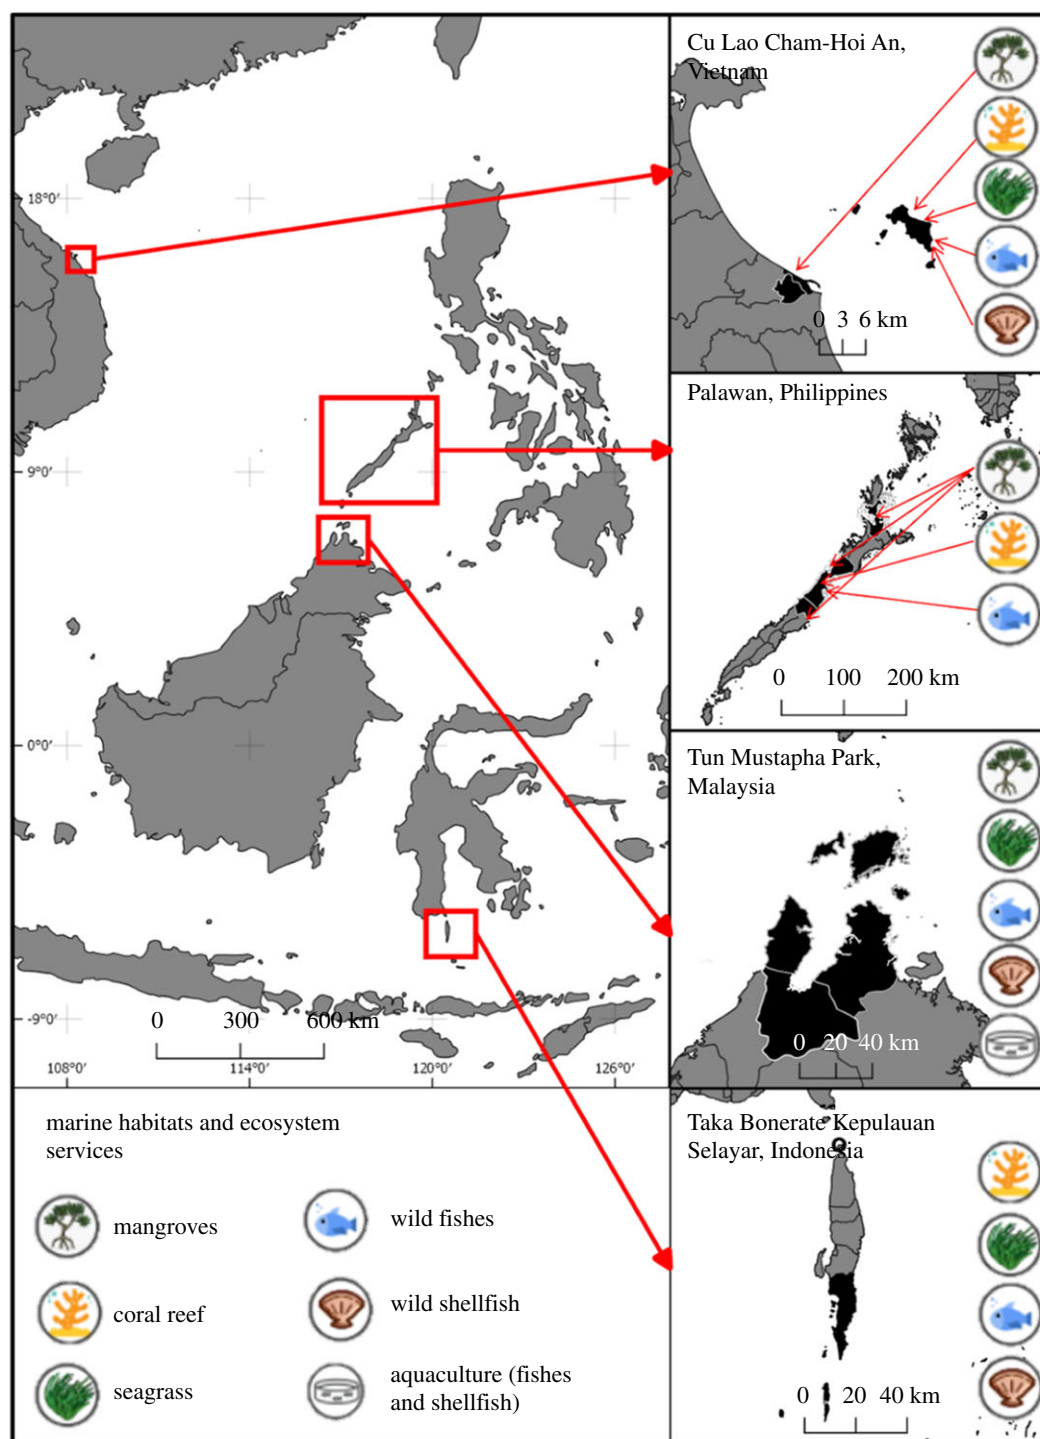 18°0′
9°0′
0°0′
-9°0′
0 300 600 km
108°0′ 114°0′ 120°0′ 126°0′
Cu Lao Cham-Hoi An,
Vietnam
0 3 6 km
Palawan, Philippines
0 100 200 km
Tun Mustapha Park,
Malaysia
0 20 40 km
Taka Bonerate Kepulauan
Selayar, Indonesia
0 20 40 km
marine habitats and ecosystem
services
mangroves
coral reef
seagrass
wild fishes
wild shellfish
aquaculture (fishes
and shellfish)